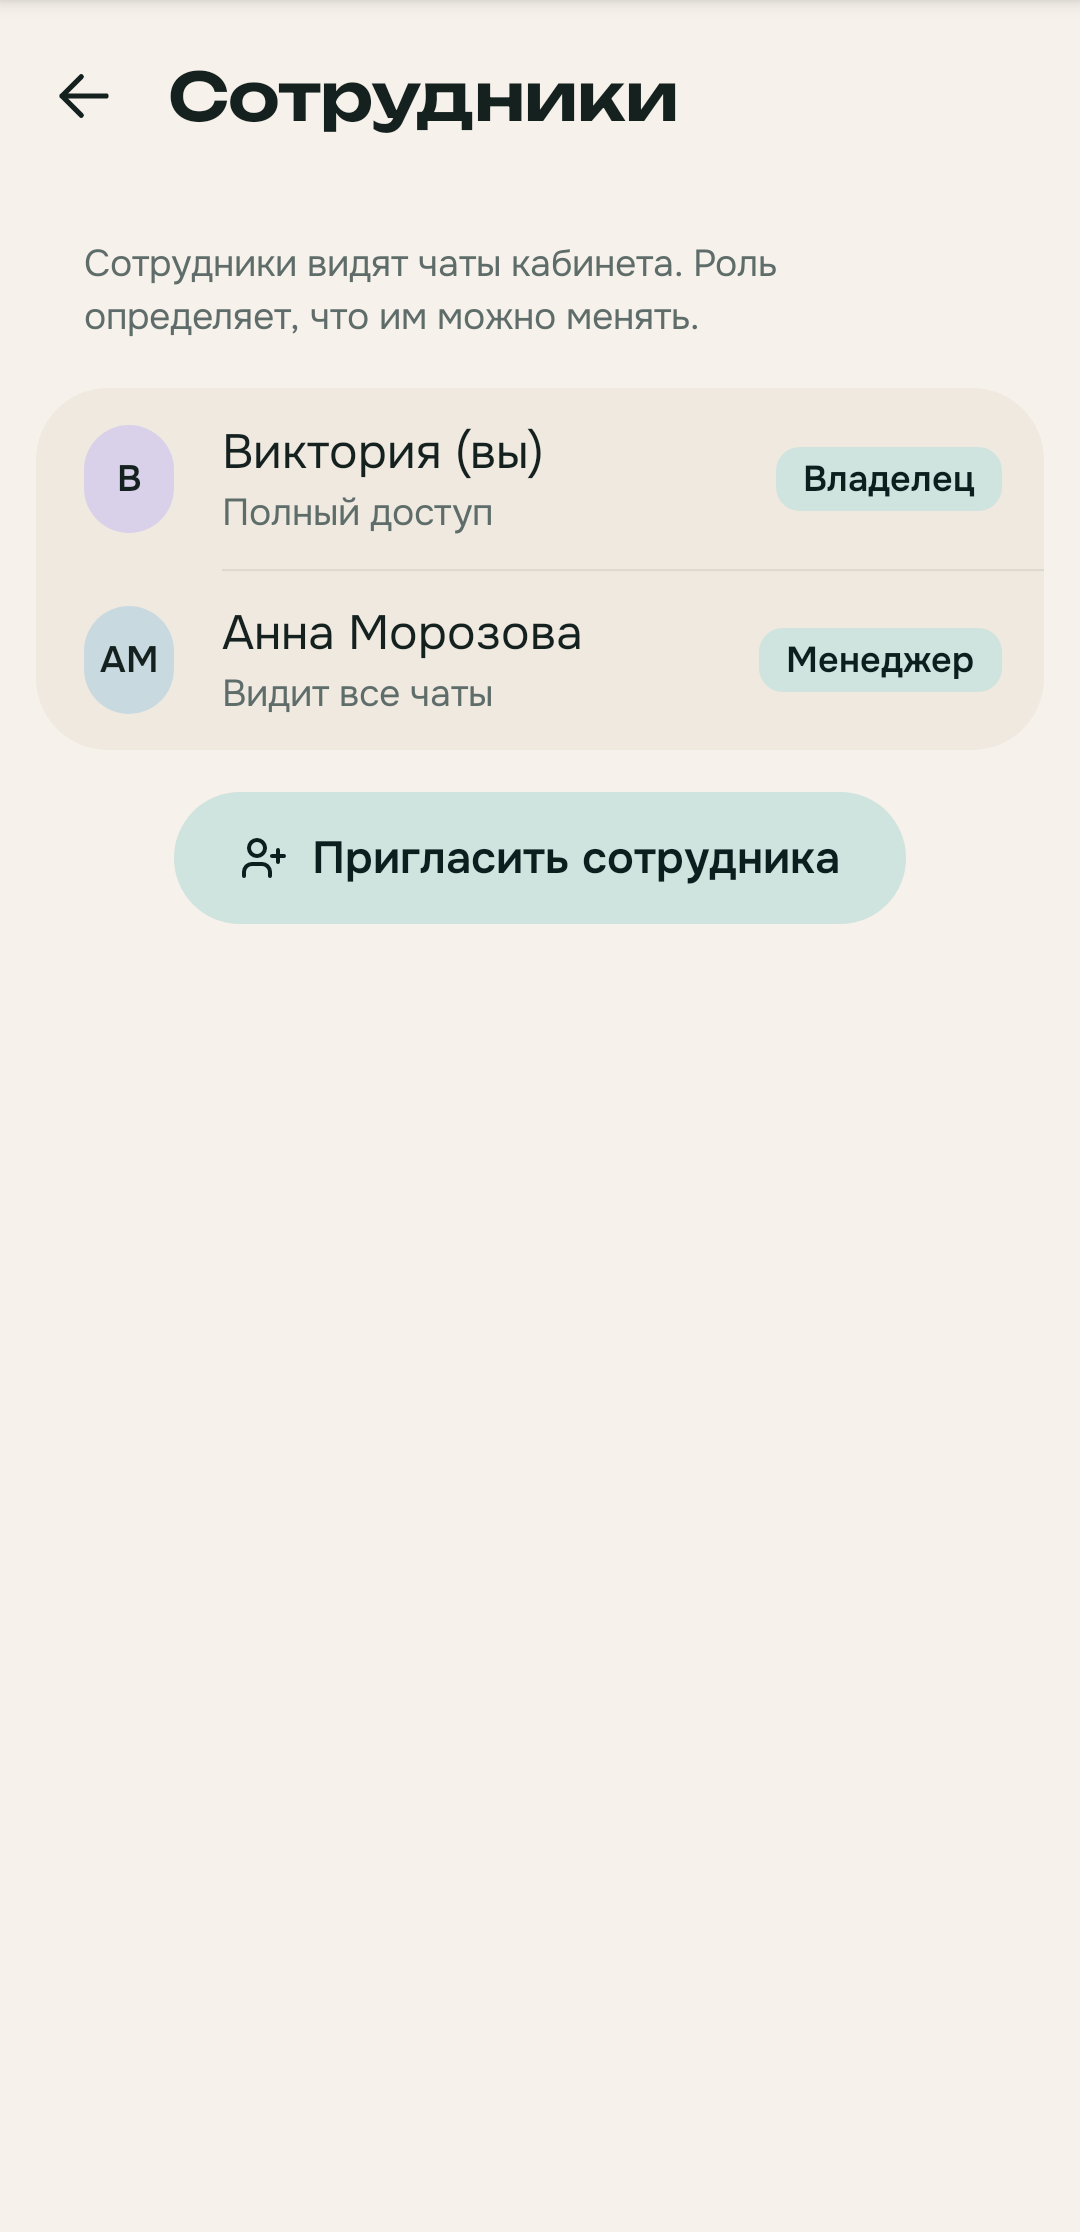 Сотрудники
Сотрудники видят чаты кабинета. Роль
определяет, что им можно менять.
В
Виктория (вы)
Полный доступ
Владелец
АМ
Анна Морозова
Видит все чаты
Менеджер
Пригласить сотрудника